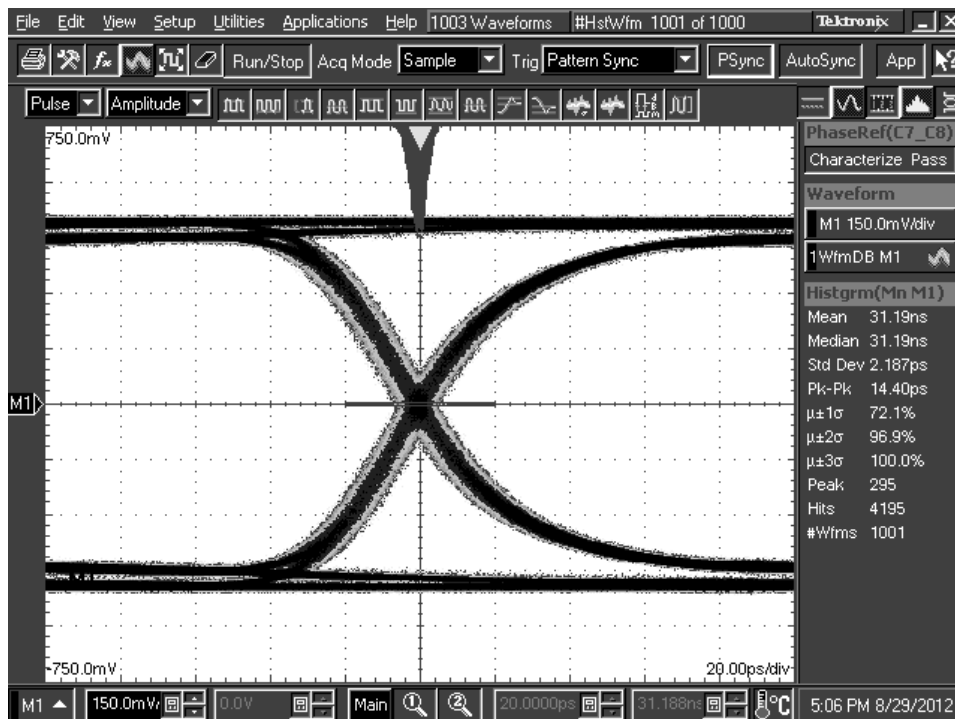 File Edit View Setup Utilities Applications Help 1003 Waveforms #HstWfm 1001 of 1000 Tektronix
Run/Stop Acq Mode Sample Trig Pattern Sync PSync AutoSync App
Pulse Amplitude
750.0mV
PhaseRef(C7_C8)
Characterize Pass
Waveform
M1 150.0mV/div
1WfmDB M1
Histgrm(Mn M1)
Mean 31.19ns
Median 31.19ns
Std Dev 2.187ps
Pk-Pk 14.40ps
μ±1σ 72.1%
μ±2σ 96.9%
μ±3σ 100.0%
Peak 295
Hits 4195
#Wfms 1001
M1
-750.0mV 20.00ps/div
M1 150.0mV/ 0.0V Main 1 2 20.0000ps 31.188ns °C 5:06 PM 8/29/2012